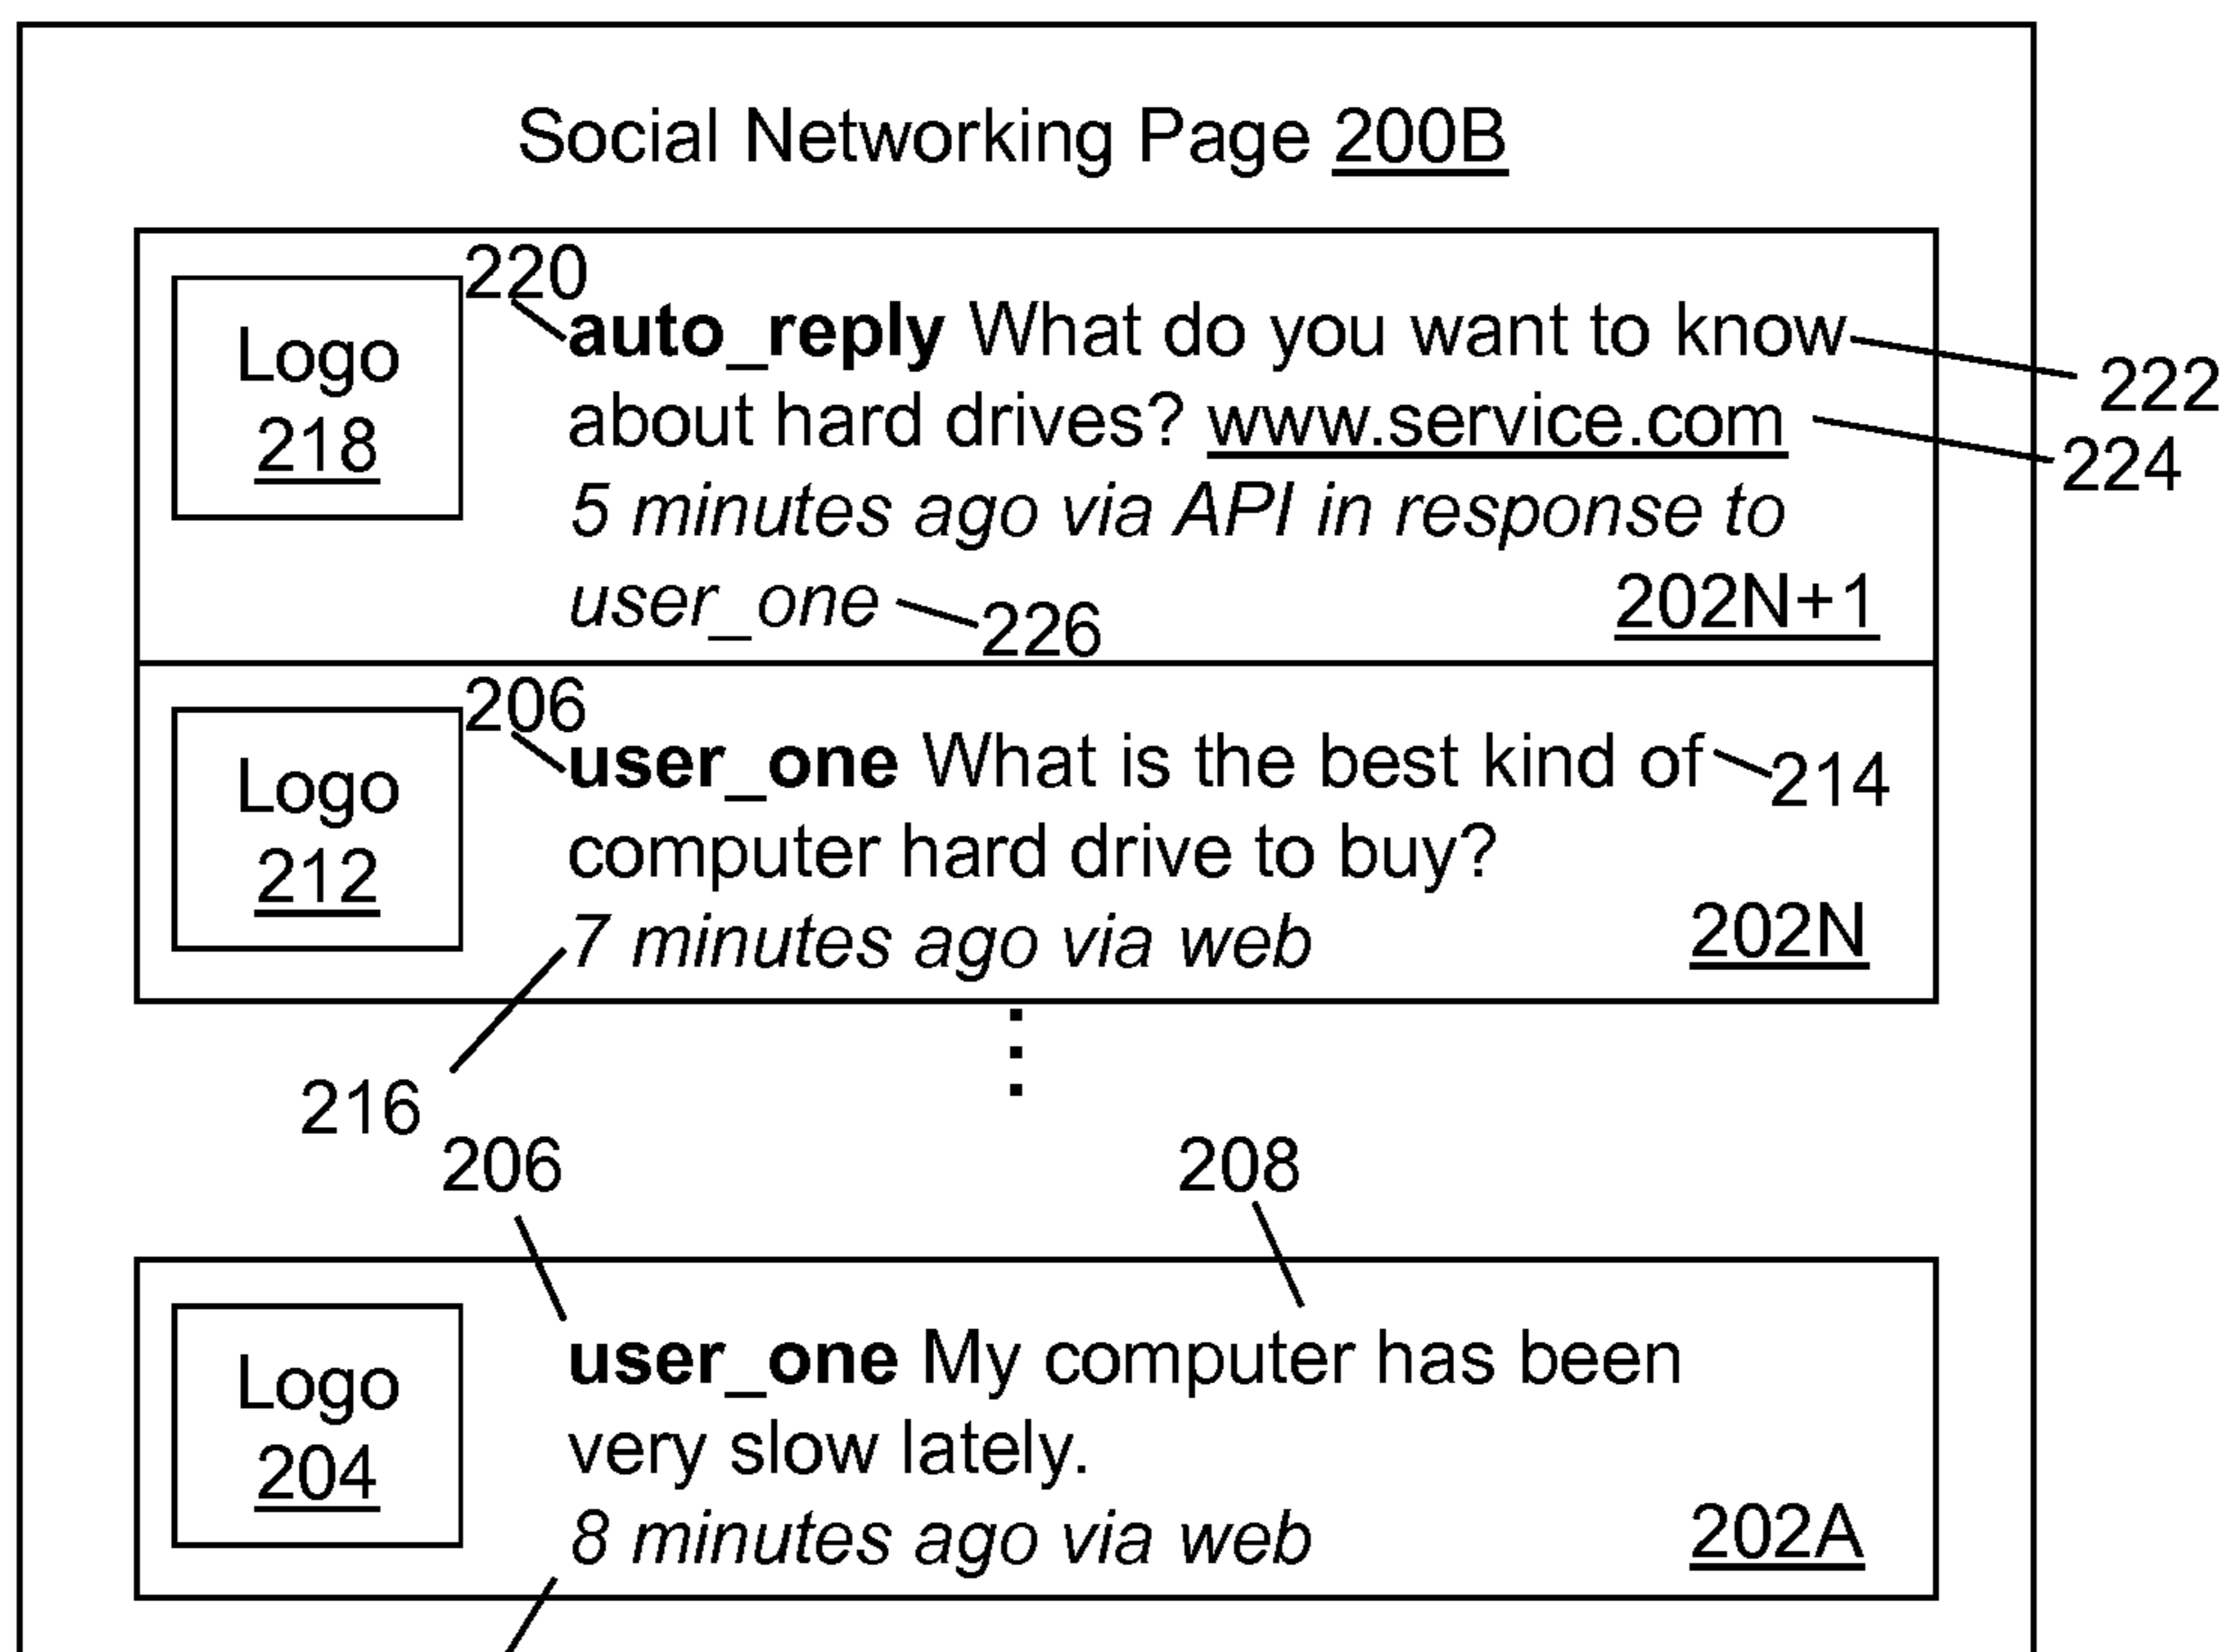 Social Networking Page 200B
220
Logo
218
auto_reply What do you want to know
about hard drives? www.service.com
5 minutes ago via API in response to
user_one
222
224
226
202N+1
206
Logo
212
user_one What is the best kind of
computer hard drive to buy?
7 minutes ago via web
214
202N
216
206
208
Logo
204
user_one My computer has been
very slow lately.
8 minutes ago via web
202A